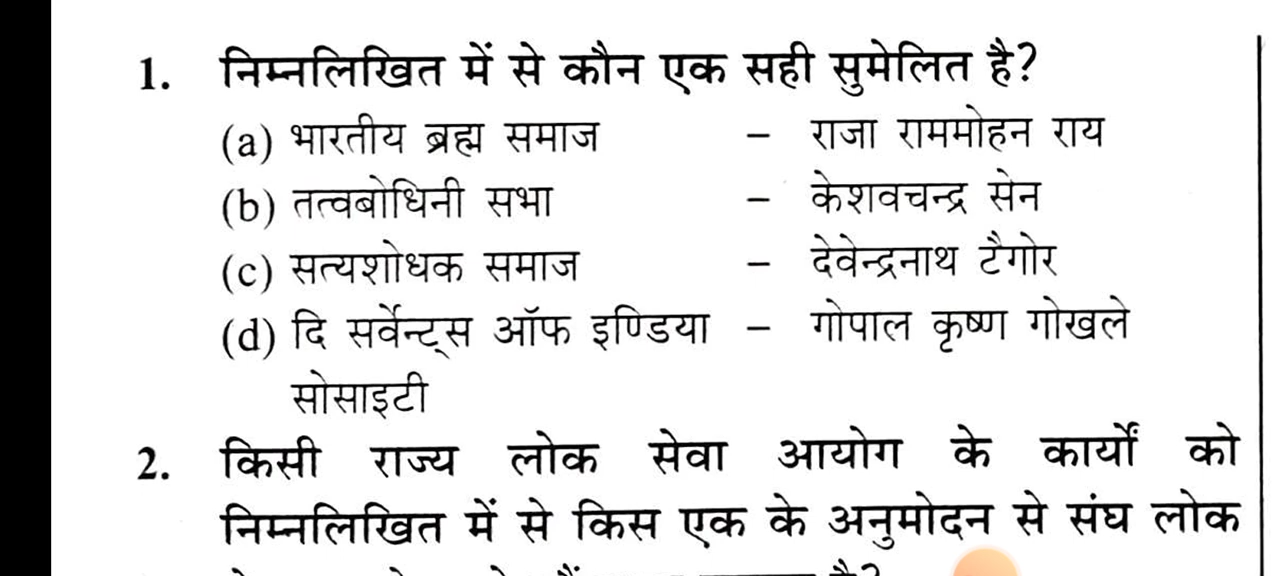 1. निम्नलिखित में से कौन एक सही सुमेलित है?
(a) भारतीय ब्रह्म समाज – राजा राममोहन राय
(b) तत्वबोधिनी सभा – केशवचन्द्र सेन
(c) सत्यशोधक समाज – देवेन्द्रनाथ टैगोर
(d) दि सर्वेन्ट्स ऑफ इण्डिया – गोपाल कृष्ण गोखले
सोसाइटी
2. किसी राज्य लोक सेवा आयोग के कार्यों को
निम्नलिखित में से किस एक के अनुमोदन से संघ लोक